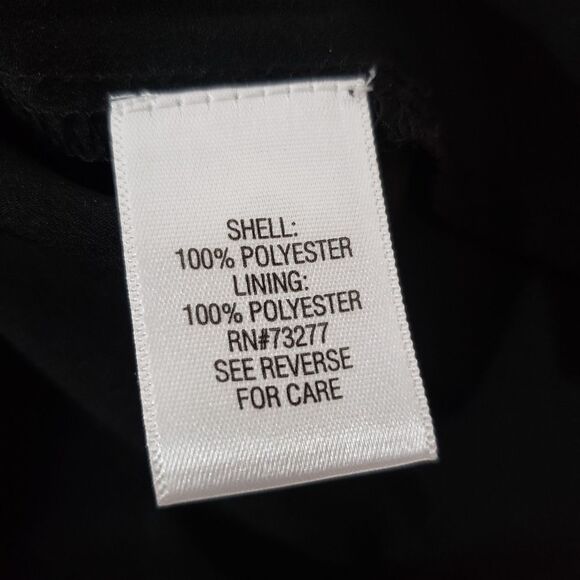 SHELL:
100% POLYESTER
LINING:
100% POLYESTER
RN#73277
SEE REVERSE
FOR CARE